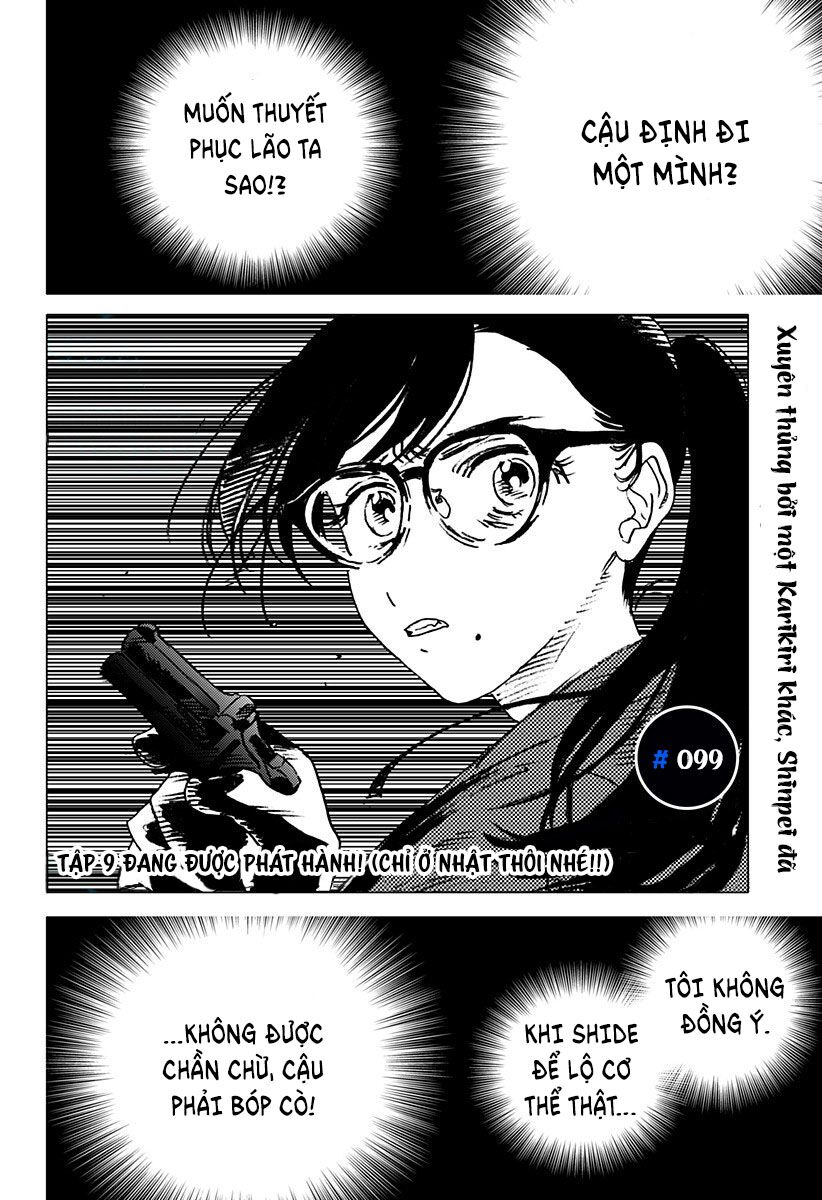 CẬU ĐỊNH ĐI
MỘT MÌNH?
MUỐN THUYẾT
PHỤC LÃO TA
SAO!?
Xuyên thủng bởi một Karikiri khác, Shinpei đã
# 099
TẬP 9 ĐANG ĐƯỢC PHÁT HÀNH! (CHỈ Ở NHẬT THÔI NHÉ!!)
TÔI KHÔNG
ĐỒNG Ý.
KHI SHIDE
ĐỂ LỘ CƠ
THỂ THẬT...
...KHÔNG ĐƯỢC
CHẦN CHỪ, CẬU
PHẢI BÓP CÒ!